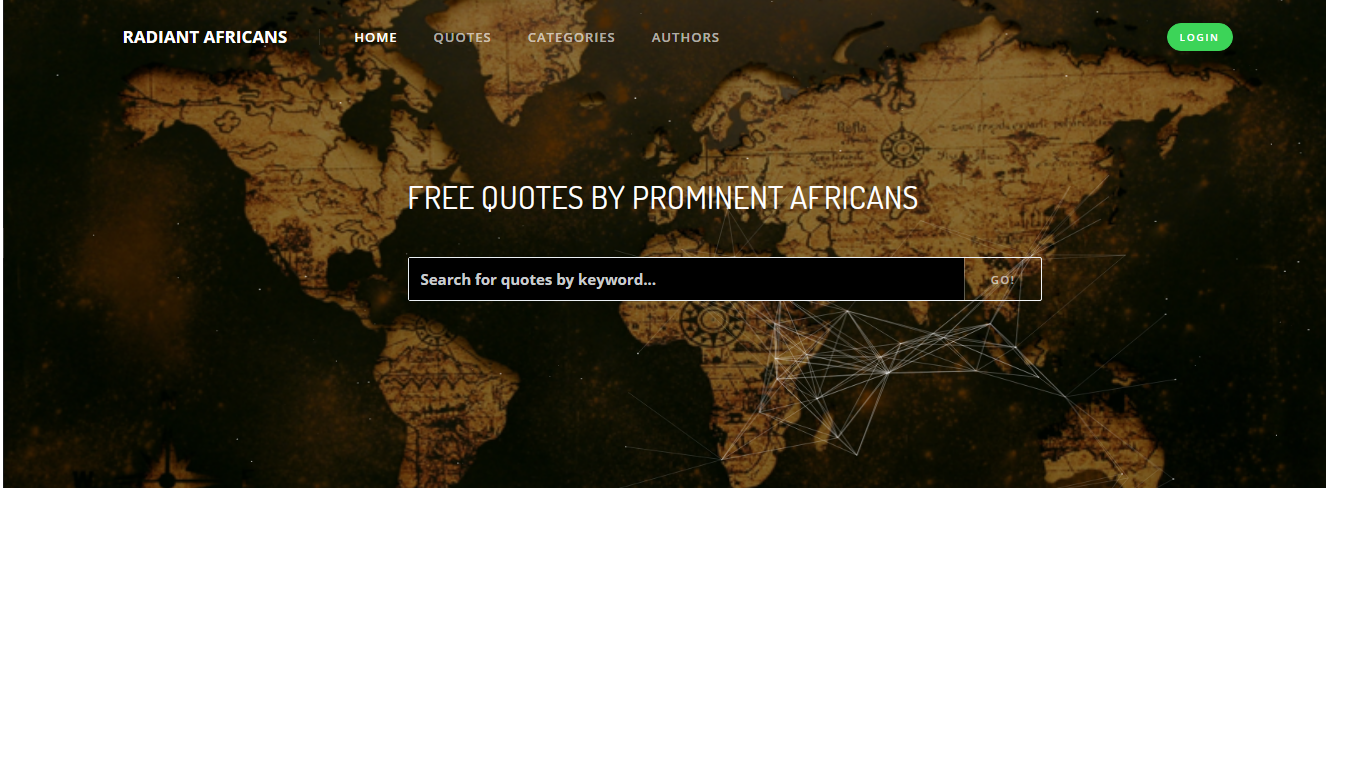 RADIANT AFRICANS HOME QUOTES CATEGORIES AUTHORS LOGIN
FREE QUOTES BY PROMINENT AFRICANS
Search for quotes by keyword... GO!